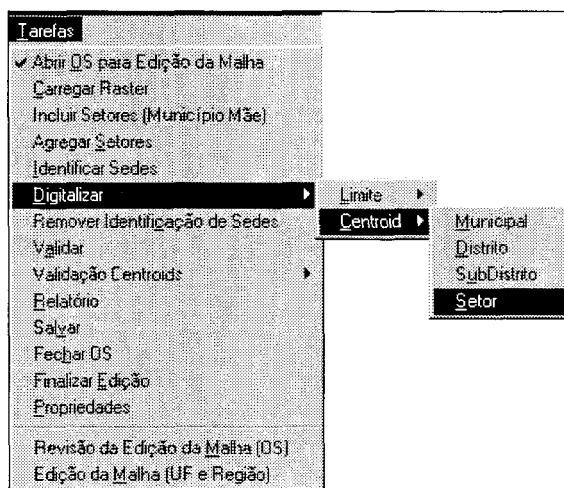 Tarefas
Abrir OS para Edição da Malha
Carregar Raster
Incluir Setores (Município Mãe)
Agregar Setores
Identificar Sedes
Digitalizar
Limite
Remover Identificação de Sedes
Centroid
Municipal
Validar
Distrito
Validação Centroids
SubDistrito
Relatório
Setor
Salvar
Fechar OS
Finalizar Edição
Propriedades
Revisão da Edição da Malha (OS)
Edição da Malha (UF e Região)